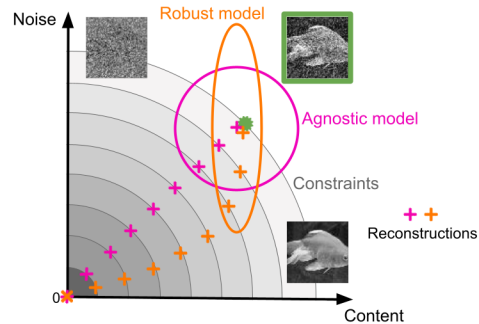 Robust model
Noise
Agnostic model
Constraints
Reconstructions
0
Content